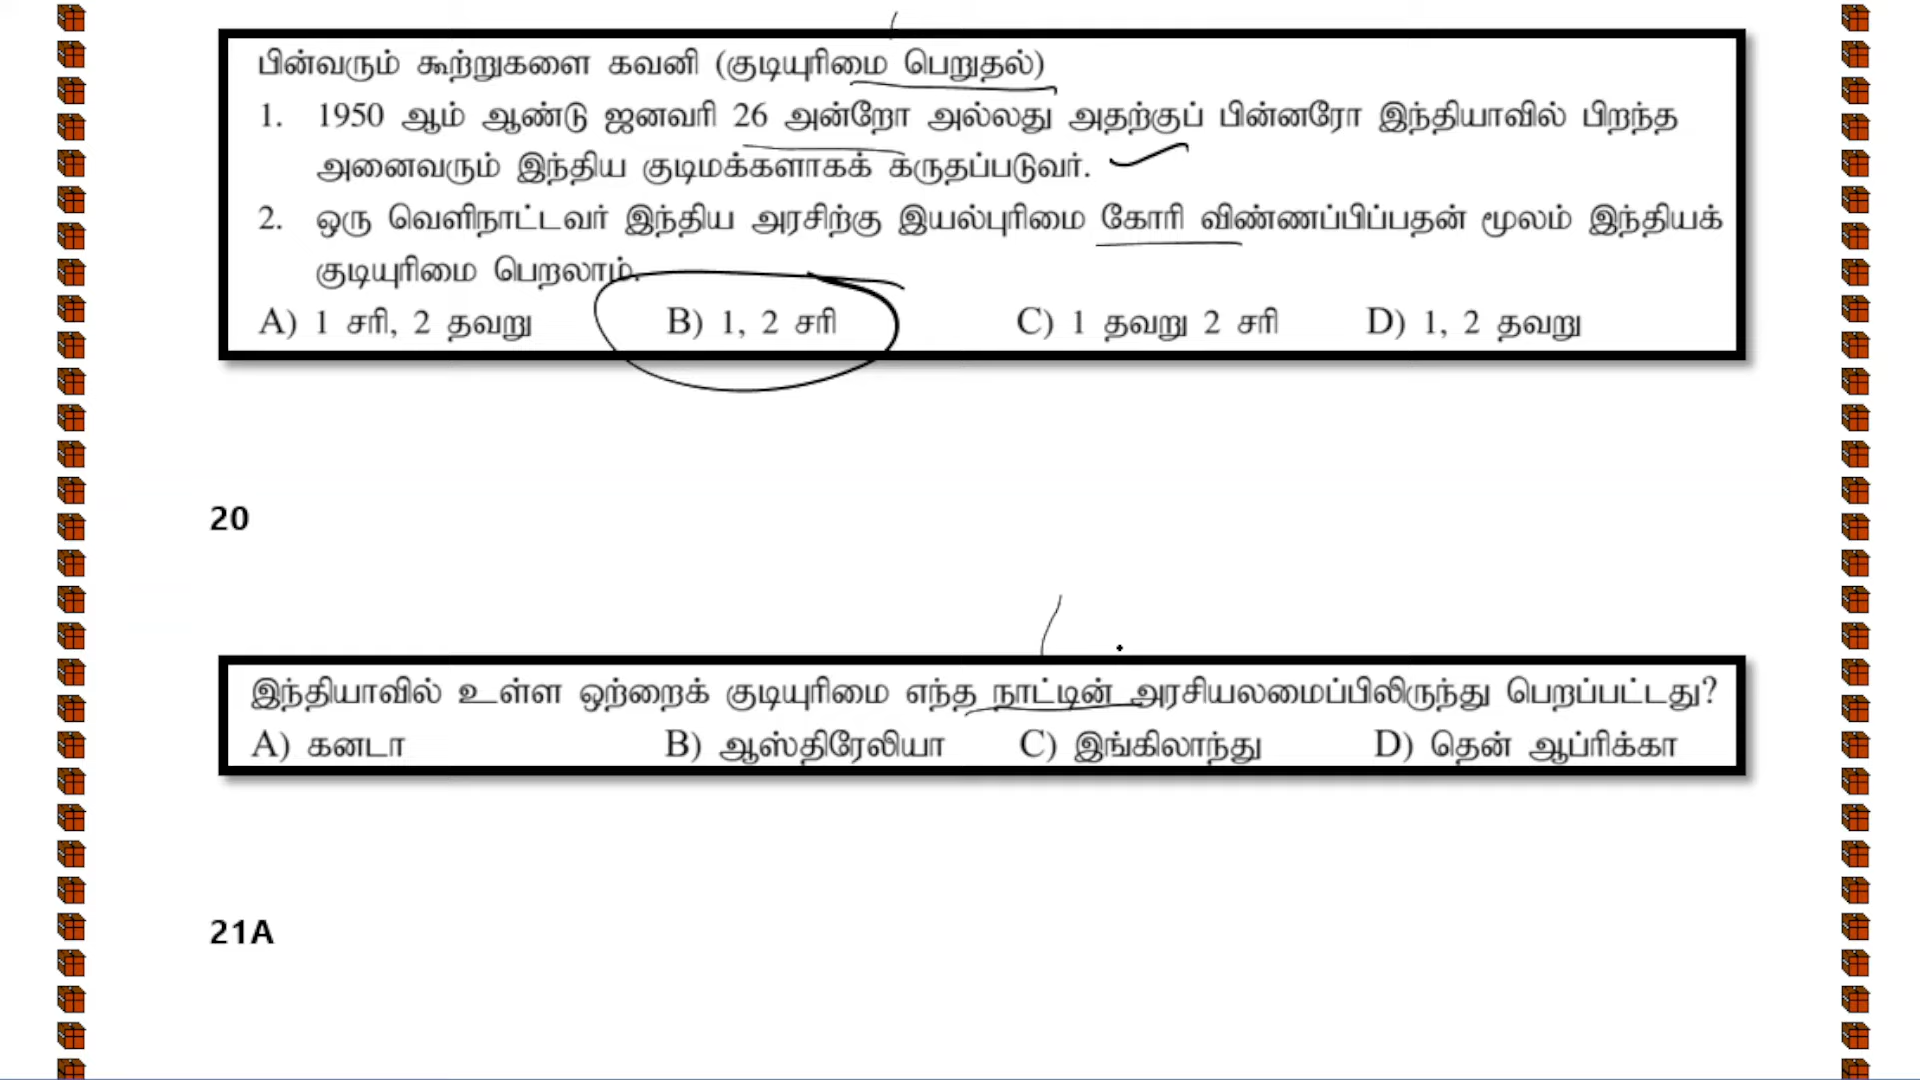 பின்வரும் கூற்றுகளை கவனி (குடியுரிமை பெறுதல்)
1. 1950 ஆம் ஆண்டு ஜனவரி 26 அன்றோ அல்லது அதற்குப் பின்னரோ இந்தியாவில் பிறந்த
அனைவரும் இந்திய குடிமக்களாகக் கருதப்படுவர்.
2. ஒரு வெளிநாட்டவர் இந்திய அரசிற்கு இயல்புரிமை கோரி விண்ணப்பிப்பதன் மூலம் இந்தியக்
குடியுரிமை பெறலாம்.
A) 1 சரி, 2 தவறு B) 1, 2 சரி C) 1 தவறு 2 சரி D) 1, 2 தவறு
20
இந்தியாவில் உள்ள ஒற்றைக் குடியுரிமை எந்த நாட்டின் அரசியலமைப்பிலிருந்து பெறப்பட்டது?
A) கனடா B) ஆஸ்திரேலியா C) இங்கிலாந்து D) தென் ஆப்ரிக்கா
21A